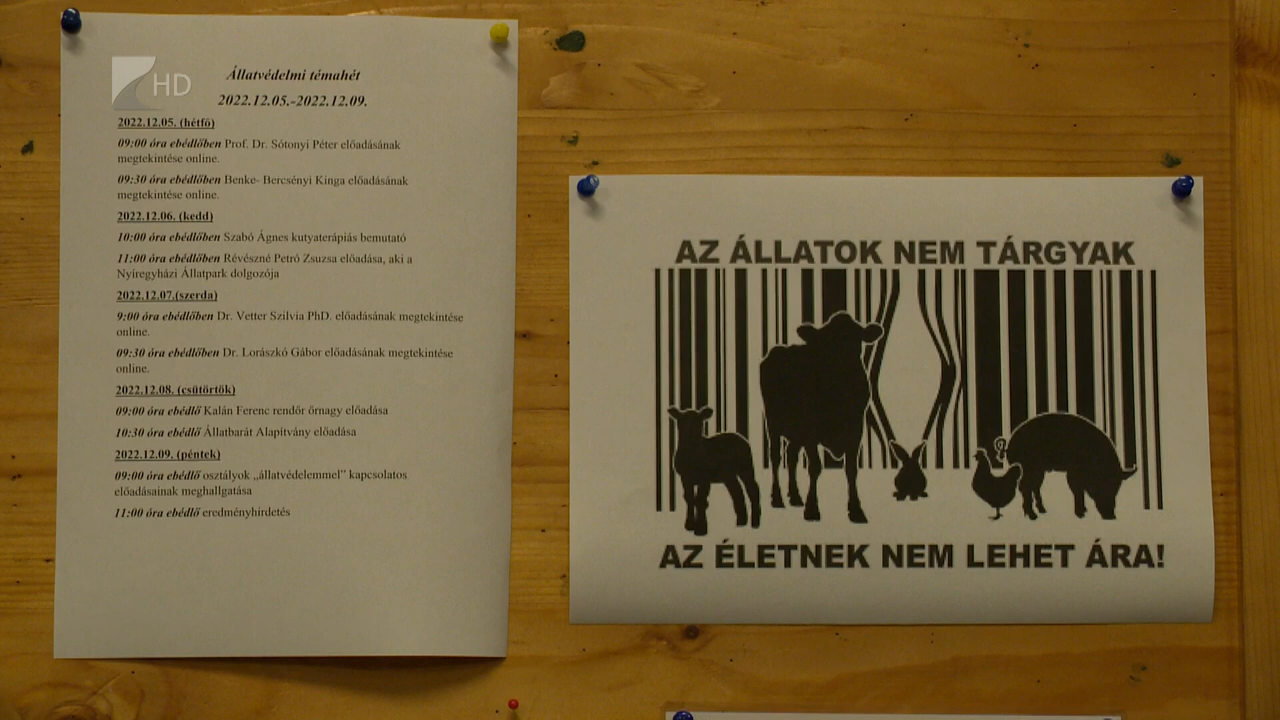 HD
Állatvédelmi témahét
2022.12.05.-2022.12.09.
2022.12.05. (hétfő)
09:00 óra ebédlőben Prof. Dr. Sótonyi Péter előadásának
megtekintése online.
09:30 óra ebédlőben Benke- Bercsényi Kinga előadásának
megtekintése online.
2022.12.06. (kedd)
10:00 óra ebédlőben Szabó Ágnes kutyaterápiás bemutató
11:00 óra ebédlőben Révészné Petró Zsuzsa előadása, aki a
Nyíregyházi Állatpark dolgozója
2022.12.07.(szerda)
9:00 óra ebédlőben Dr. Vetter Szilvia PhD. előadásának megtekintése
online.
09:30 óra ebédlőben Dr. Lorászkó Gábor előadásának megtekintése
online.
2022.12.08. (csütörtök)
09:00 óra ebédlő Kalán Ferenc rendőr őrnagy előadása
10:30 óra ebédlő Állatbarát Alapítvány előadása
2022.12.09. (péntek)
09:00 óra ebédlő osztályok „állatvédelemmel” kapcsolatos
előadásainak meghallgatása
11:00 óra ebédlő eredményhirdetés
AZ ÁLLATOK NEM TÁRGYAK
AZ ÉLETNEK NEM LEHET ÁRA!